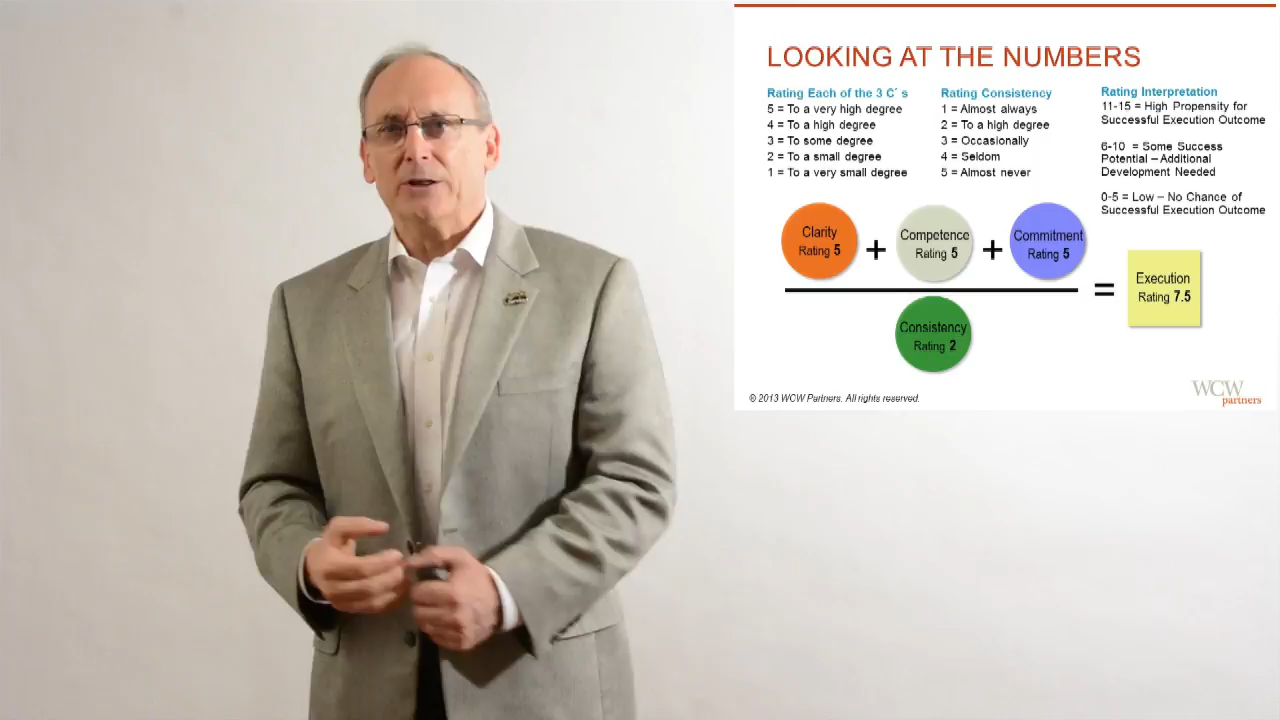 LOOKING AT THE NUMBERS
Rating Each of the 3 C´ s
5 = To a very high degree
4 = To a high degree
3 = To some degree
2 = To a small degree
1 = To a very small degree
Rating Consistency
1 = Almost always
2 = To a high degree
3 = Occasionally
4 = Seldom
5 = Almost never
Rating Interpretation
11-15 = High Propensity for
Successful Execution Outcome
6-10 = Some Success
Potential – Additional
Development Needed
0-5 = Low – No Chance of
Successful Execution Outcome
Clarity
Rating 5
+
Competence
Rating 5
+
Commitment
Rating 5
Consistency
Rating 2
=
Execution
Rating 7.5
© 2013 WCW Partners. All rights reserved.
WCW
partners